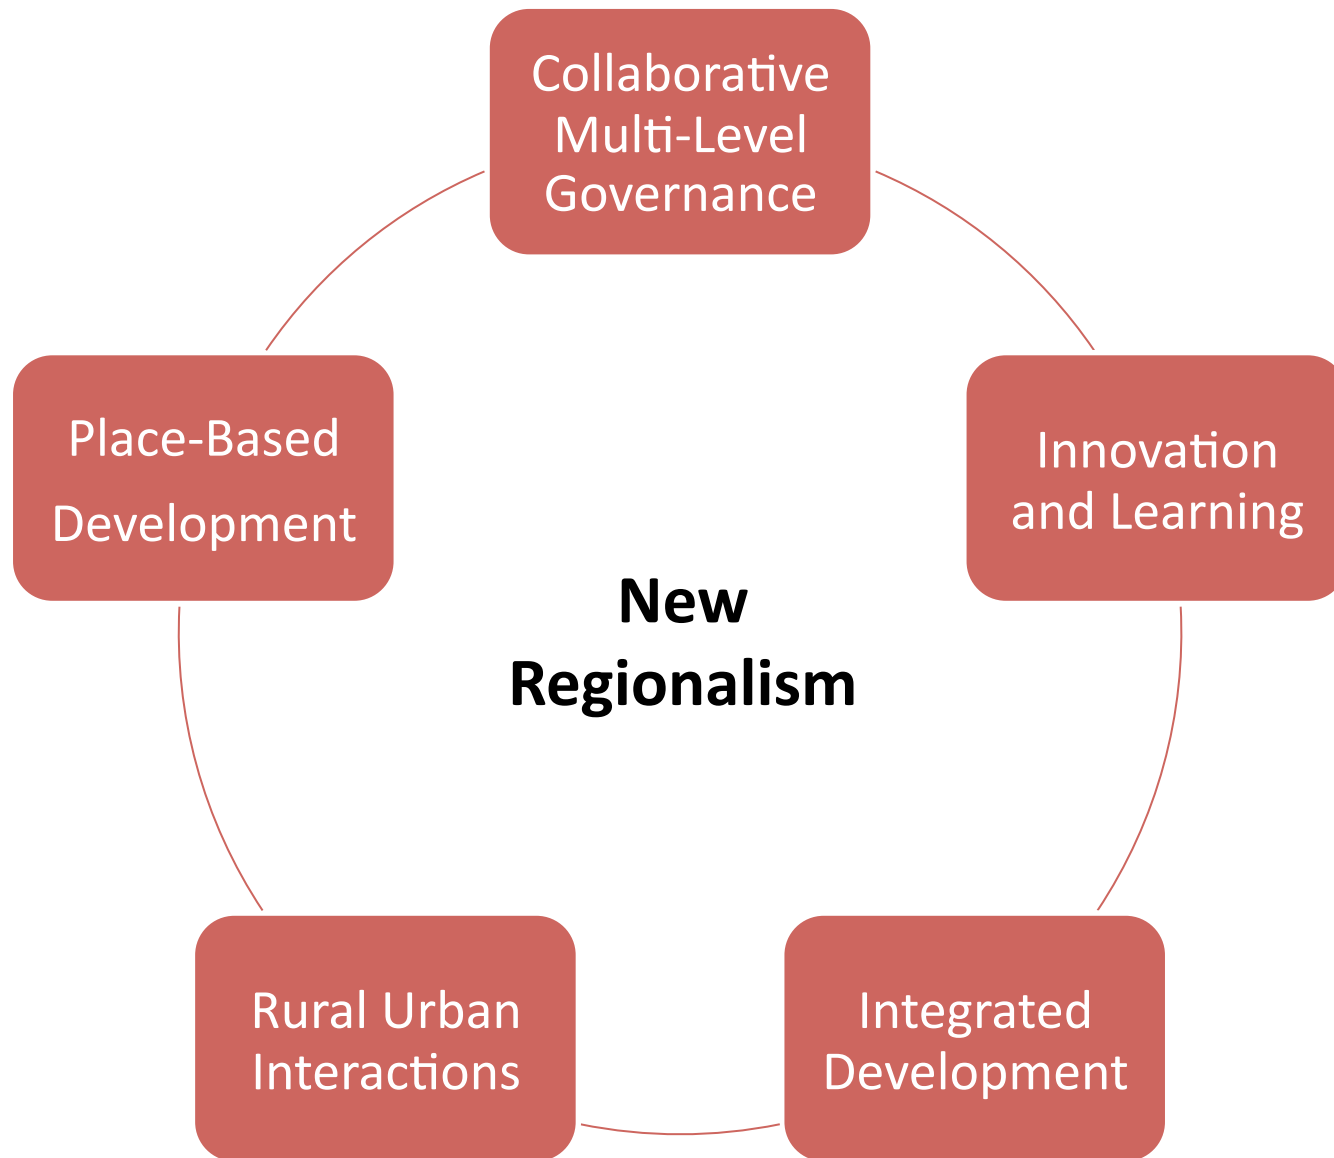 Collaborative
Multi-Level
Governance
Place-Based
Development
Innovation
and Learning
New
Regionalism
Rural Urban
Interactions
Integrated
Development